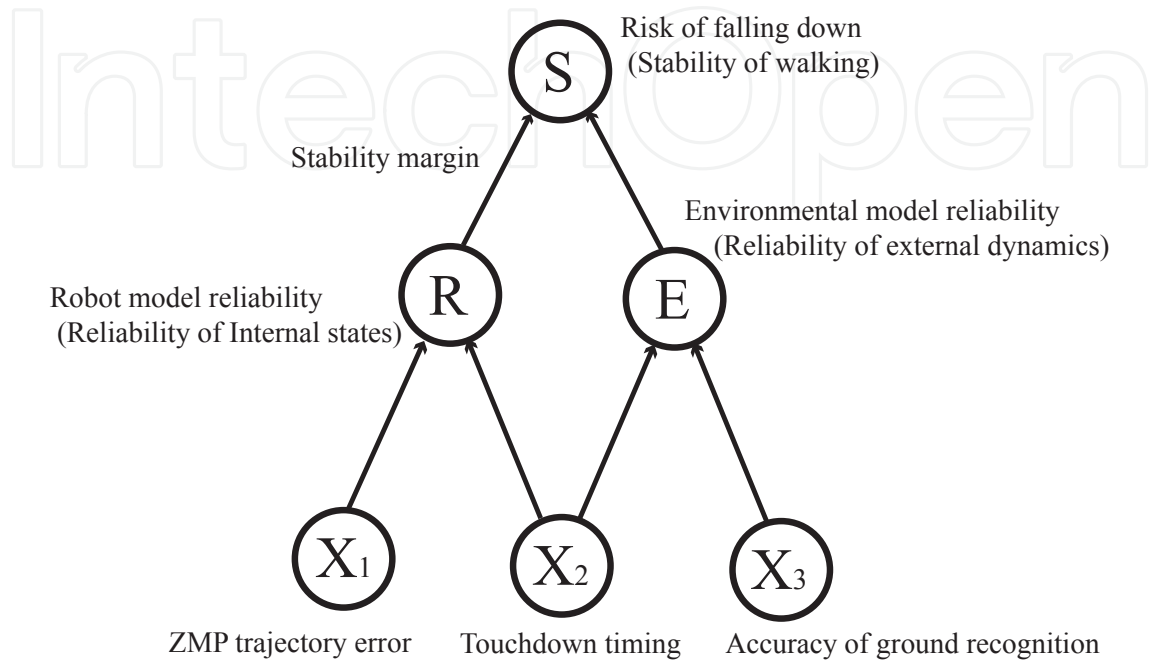 IntechOpen
Risk of falling down
(Stability of walking)
S
Stability margin
Environmental model reliability
(Reliability of external dynamics)
R
E
Robot model reliability
(Reliability of Internal states)
X1
X2
X3
ZMP trajectory error
Touchdown timing
Accuracy of ground recognition